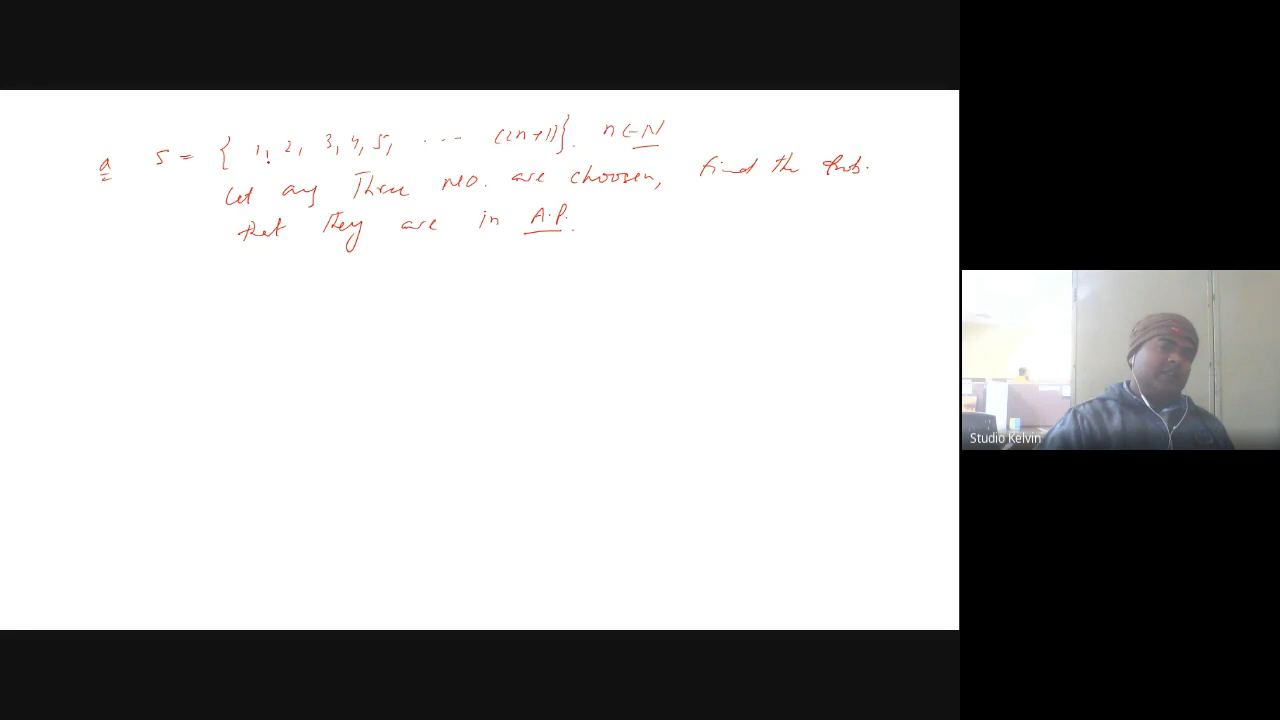 Q S = { 1, 2, 3, 4, 5, ... (2n+1)}. n ∈ N
Let any Three no. are choosen, find the Prob.
that they are in A.P.
Studio Kelvin